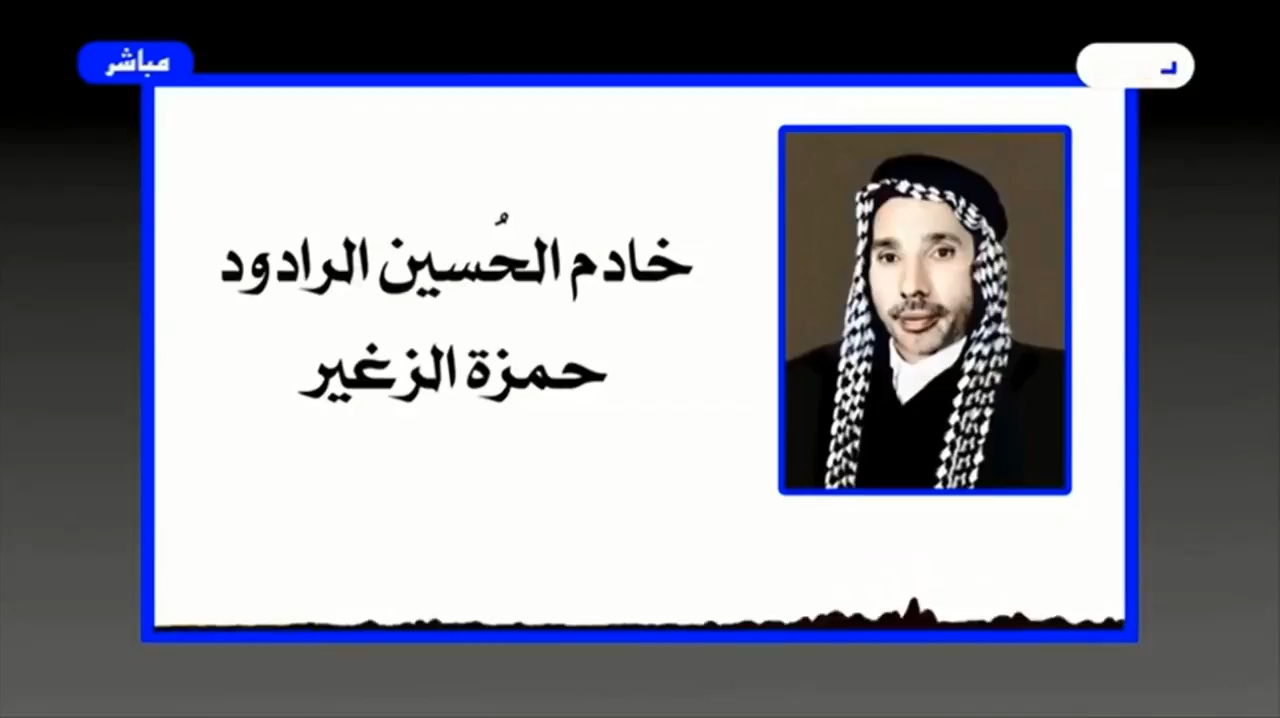 مباشر
خادم الحُسين الرادود
حمزة الزغير